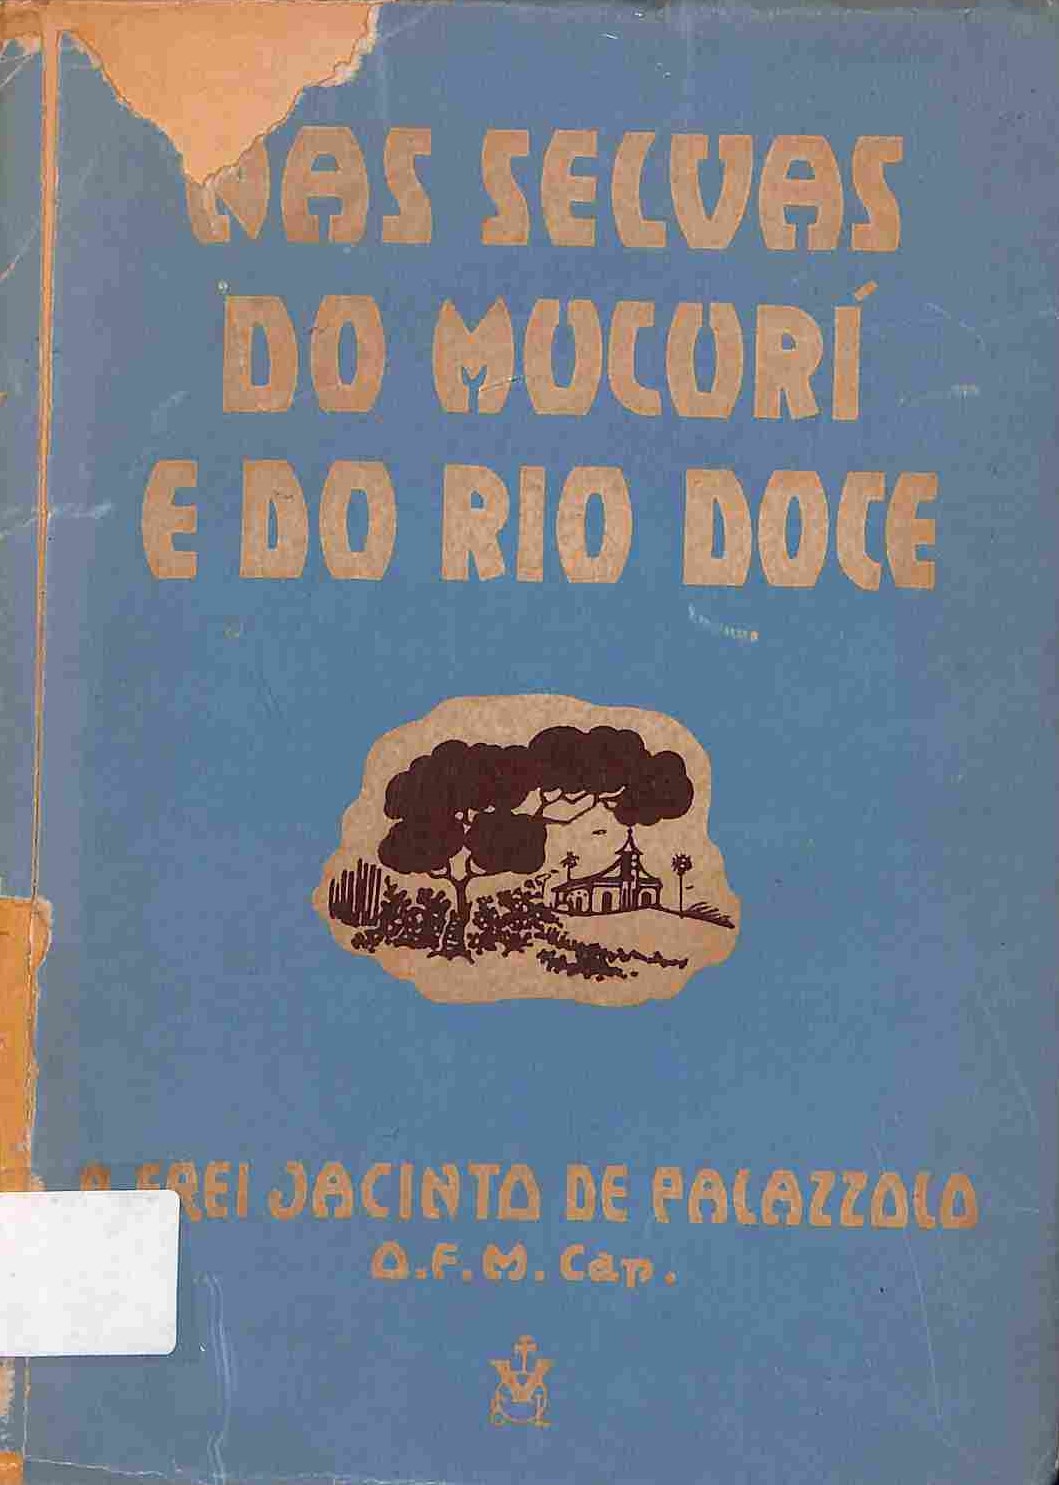 NAS SELVAS
DO MUCURÍ
E DO RIO DOCE
FREI JACINTO DE PALAZZOLO
O.F.M. Cap.